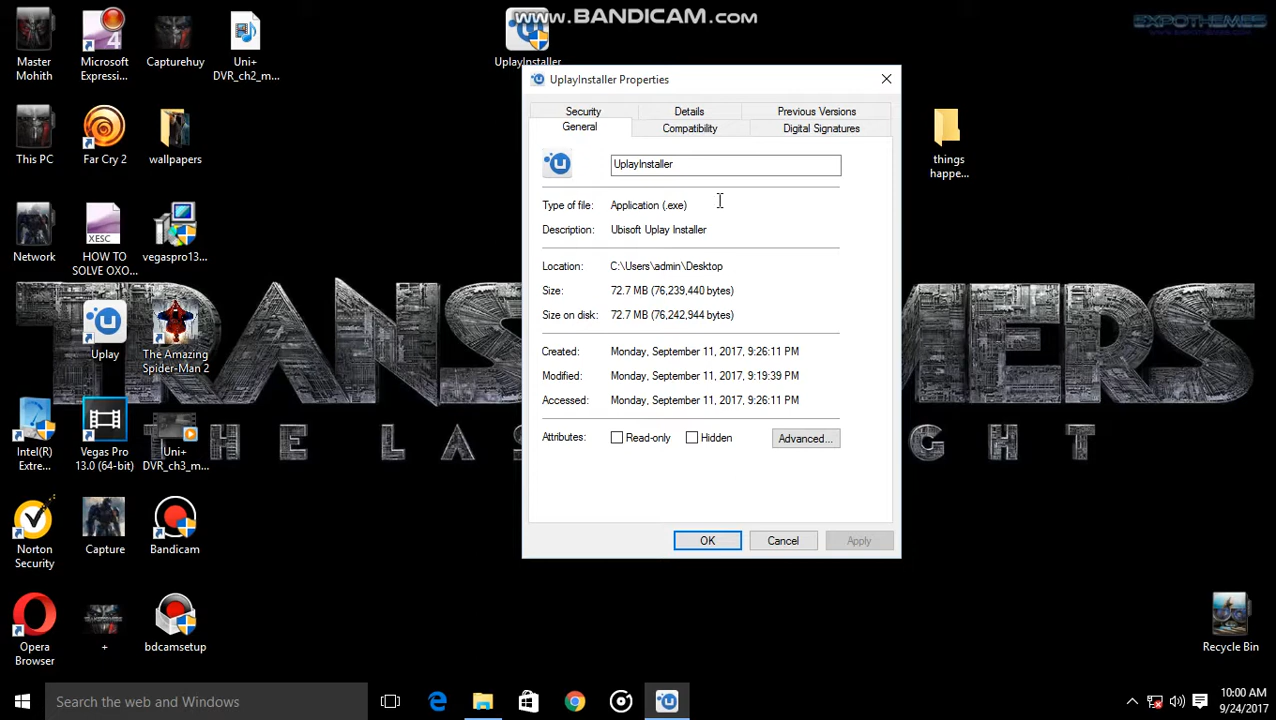 www.BANDICAM.com
EXPOTHEMES
Master Mohith
Microsoft Expressi...
Capturehuy
Uni+ DVR_ch2_m...
UplayInstaller
This PC
Far Cry 2
wallpapers
things happe...
Network
XESC
HOW TO SOLVE OXO...
vegaspro13...
Uplay
The Amazing Spider-Man 2
Intel(R) Extre...
Vegas Pro 13.0 (64-bit)
Uni+ DVR_ch3_m...
Norton Security
Capture
Bandicam
Opera Browser
+
bdcamsetup
Recycle Bin
TRANSFORMERS
UplayInstaller Properties
Security
Details
Previous Versions
General
Compatibility
Digital Signatures
UplayInstaller
Type of file: Application (.exe)
Description: Ubisoft Uplay Installer
Location: C:\Users\admin\Desktop
Size: 72.7 MB (76,239,440 bytes)
Size on disk: 72.7 MB (76,242,944 bytes)
Created: Monday, September 11, 2017, 9:26:11 PM
Modified: Monday, September 11, 2017, 9:19:39 PM
Accessed: Monday, September 11, 2017, 9:26:11 PM
Attributes: Read-only Hidden Advanced...
OK Cancel Apply
Search the web and Windows
10:00 AM
9/24/2017